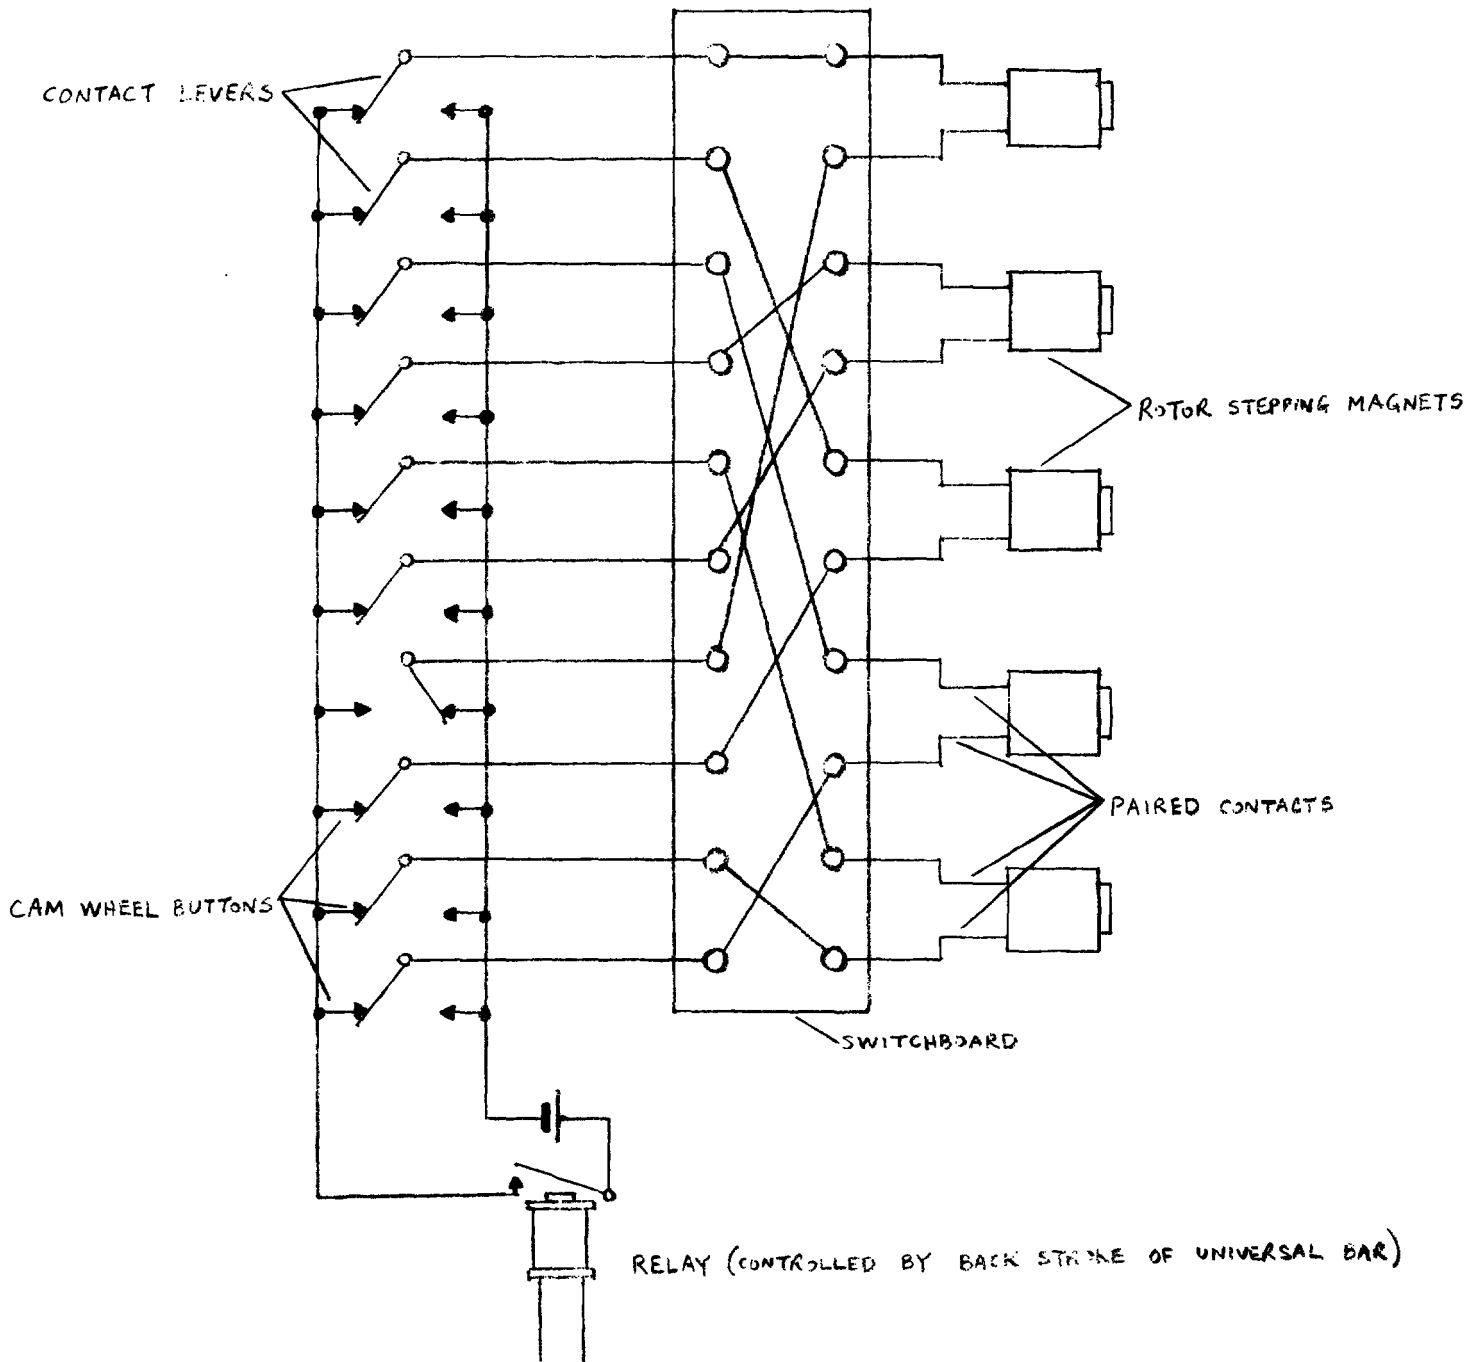 CONTACT LEVERS
ROTOR STEPPING MAGNETS
PAIRED CONTACTS
CAM WHEEL BUTTONS
SWITCHBOARD
RELAY (CONTROLLED BY BACK STROKE OF UNIVERSAL BAR)